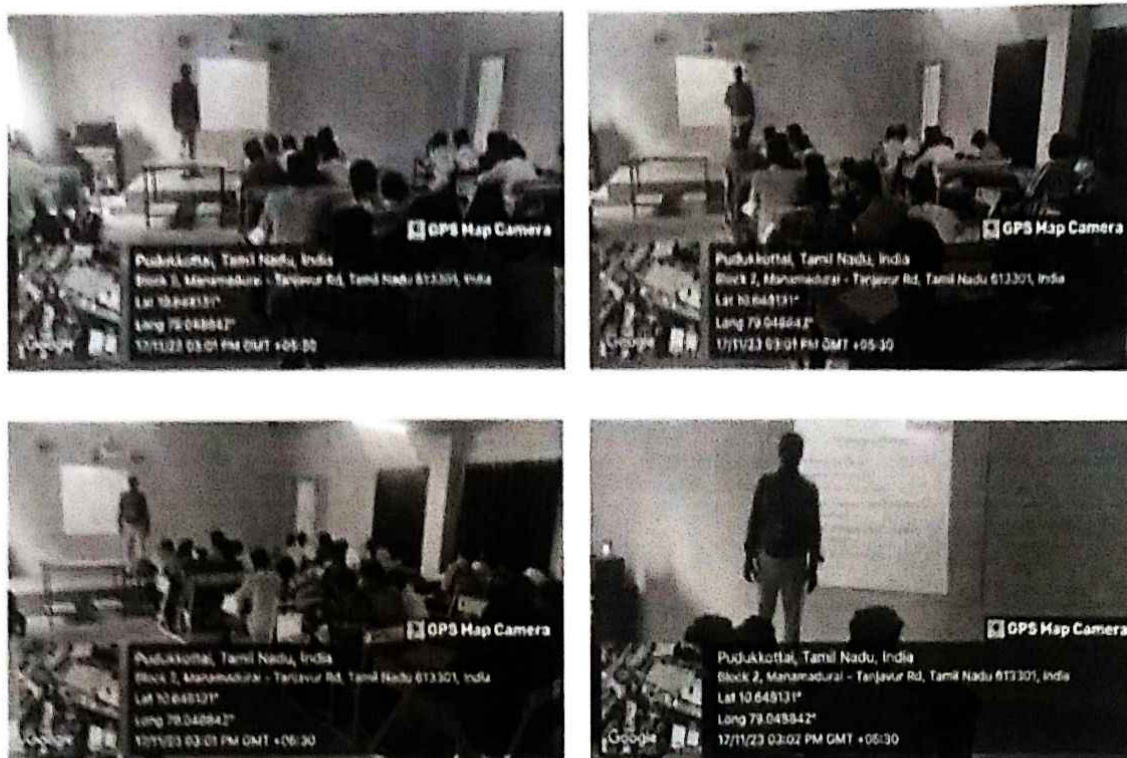 GPS Map Camera
Pudukkottai, Tamil Nadu, India
Block 2, Manamadurai - Tanjavur Rd, Tamil Nadu 613301, India
Lat 10.648131°
Long 79.048842°
17/11/23 03:01 PM GMT +05:30
Google
GPS Map Camera
Pudukkottai, Tamil Nadu, India
Block 2, Manamadurai - Tanjavur Rd, Tamil Nadu 613301, India
Lat 10.648131°
Long 79.048842°
17/11/23 03:01 PM GMT +05:30
Google
GPS Map Camera
Pudukkottai, Tamil Nadu, India
Block 2, Manamadurai - Tanjavur Rd, Tamil Nadu 613301, India
Lat 10.648131°
Long 79.048842°
17/11/23 03:01 PM GMT +05:30
Google
GPS Map Camera
Pudukkottai, Tamil Nadu, India
Block 2, Manamadurai - Tanjavur Rd, Tamil Nadu 613301, India
Lat 10.648131°
Long 79.048842°
17/11/23 03:02 PM GMT +05:30
Google